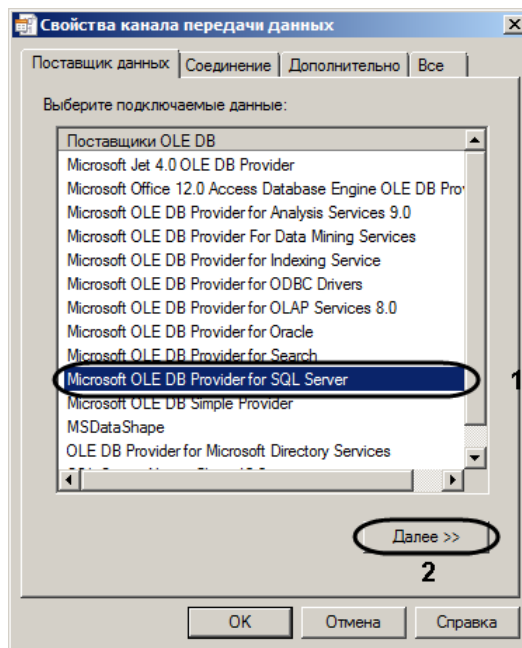 Свойства канала передачи данных
Поставщик данных Соединение Дополнительно Все
Выберите подключаемые данные:
Поставщики OLE DB
Microsoft Jet 4.0 OLE DB Provider
Microsoft Office 12.0 Access Database Engine OLE DB Pro
Microsoft OLE DB Provider for Analysis Services 9.0
Microsoft OLE DB Provider For Data Mining Services
Microsoft OLE DB Provider for Indexing Service
Microsoft OLE DB Provider for ODBC Drivers
Microsoft OLE DB Provider for OLAP Services 8.0
Microsoft OLE DB Provider for Oracle
Microsoft OLE DB Provider for Search
Microsoft OLE DB Provider for SQL Server 1
Microsoft OLE DB Simple Provider
MSDataShape
OLE DB Provider for Microsoft Directory Services
Далее >>
2
OK Отмена Справка